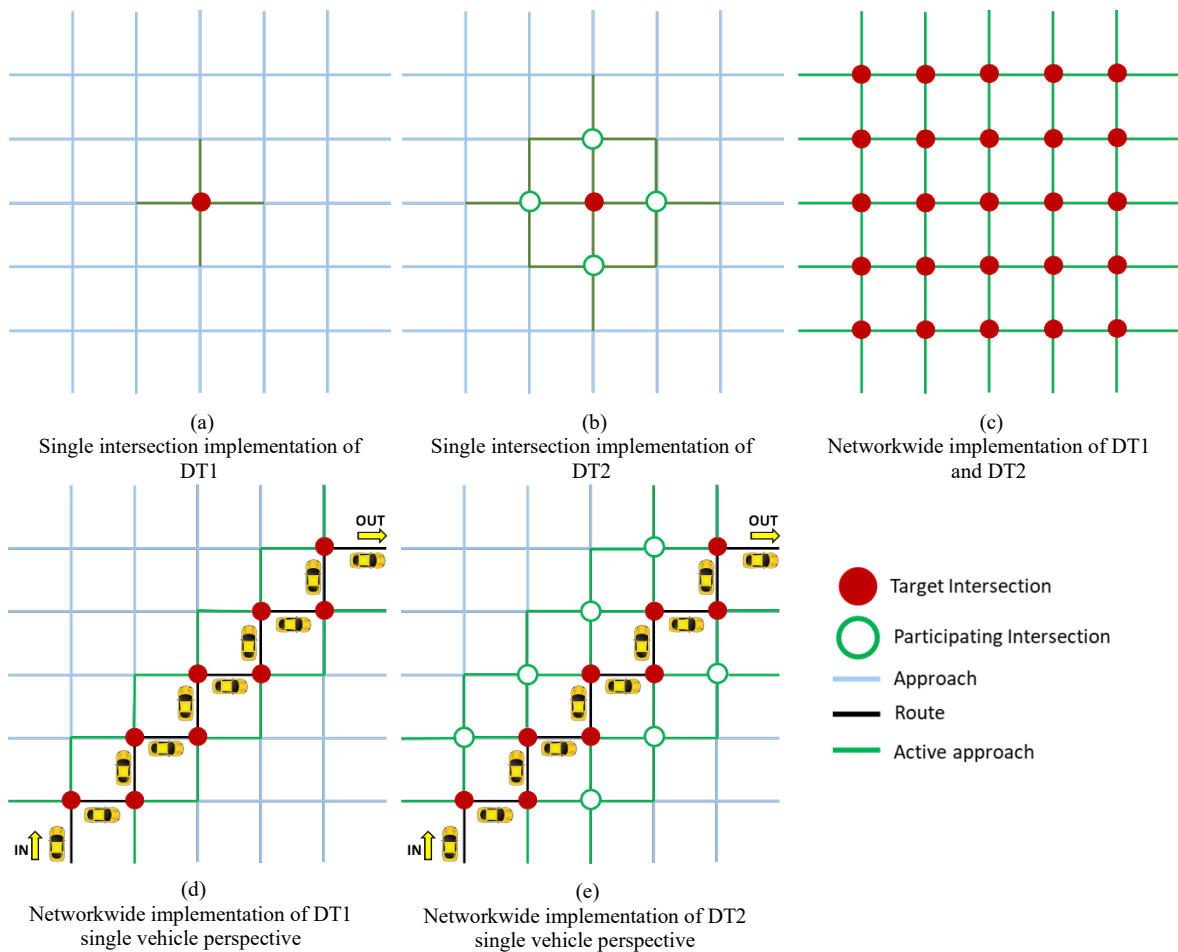 (a)
Single intersection implementation of
DT1
(b)
Single intersection implementation of
DT2
(c)
Networkwide implementation of DT1
and DT2
OUT
IN
(d)
Networkwide implementation of DT1
single vehicle perspective
OUT
IN
(e)
Networkwide implementation of DT2
single vehicle perspective
Target Intersection
Participating Intersection
Approach
Route
Active approach